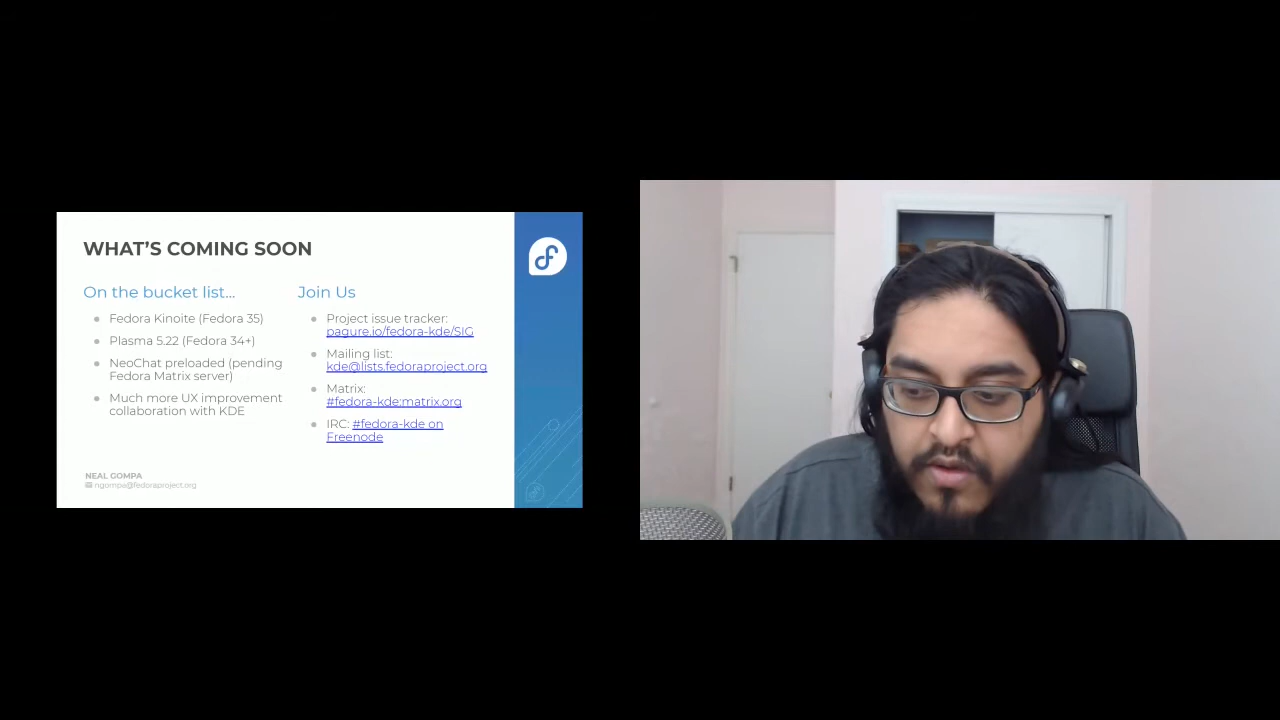 WHAT'S COMING SOON
On the bucket list...
Fedora Kinoite (Fedora 35)
Plasma 5.22 (Fedora 34+)
NeoChat preloaded (pending
Fedora Matrix server)
Much more UX improvement
collaboration with KDE
Join Us
Project issue tracker:
pagure.io/fedora-kde/SIG
Mailing list:
kde@lists.fedoraproject.org
Matrix:
#fedora-kde:matrix.org
IRC: #fedora-kde on
Freenode
NEAL GOMPA
ngompa@fedoraproject.org